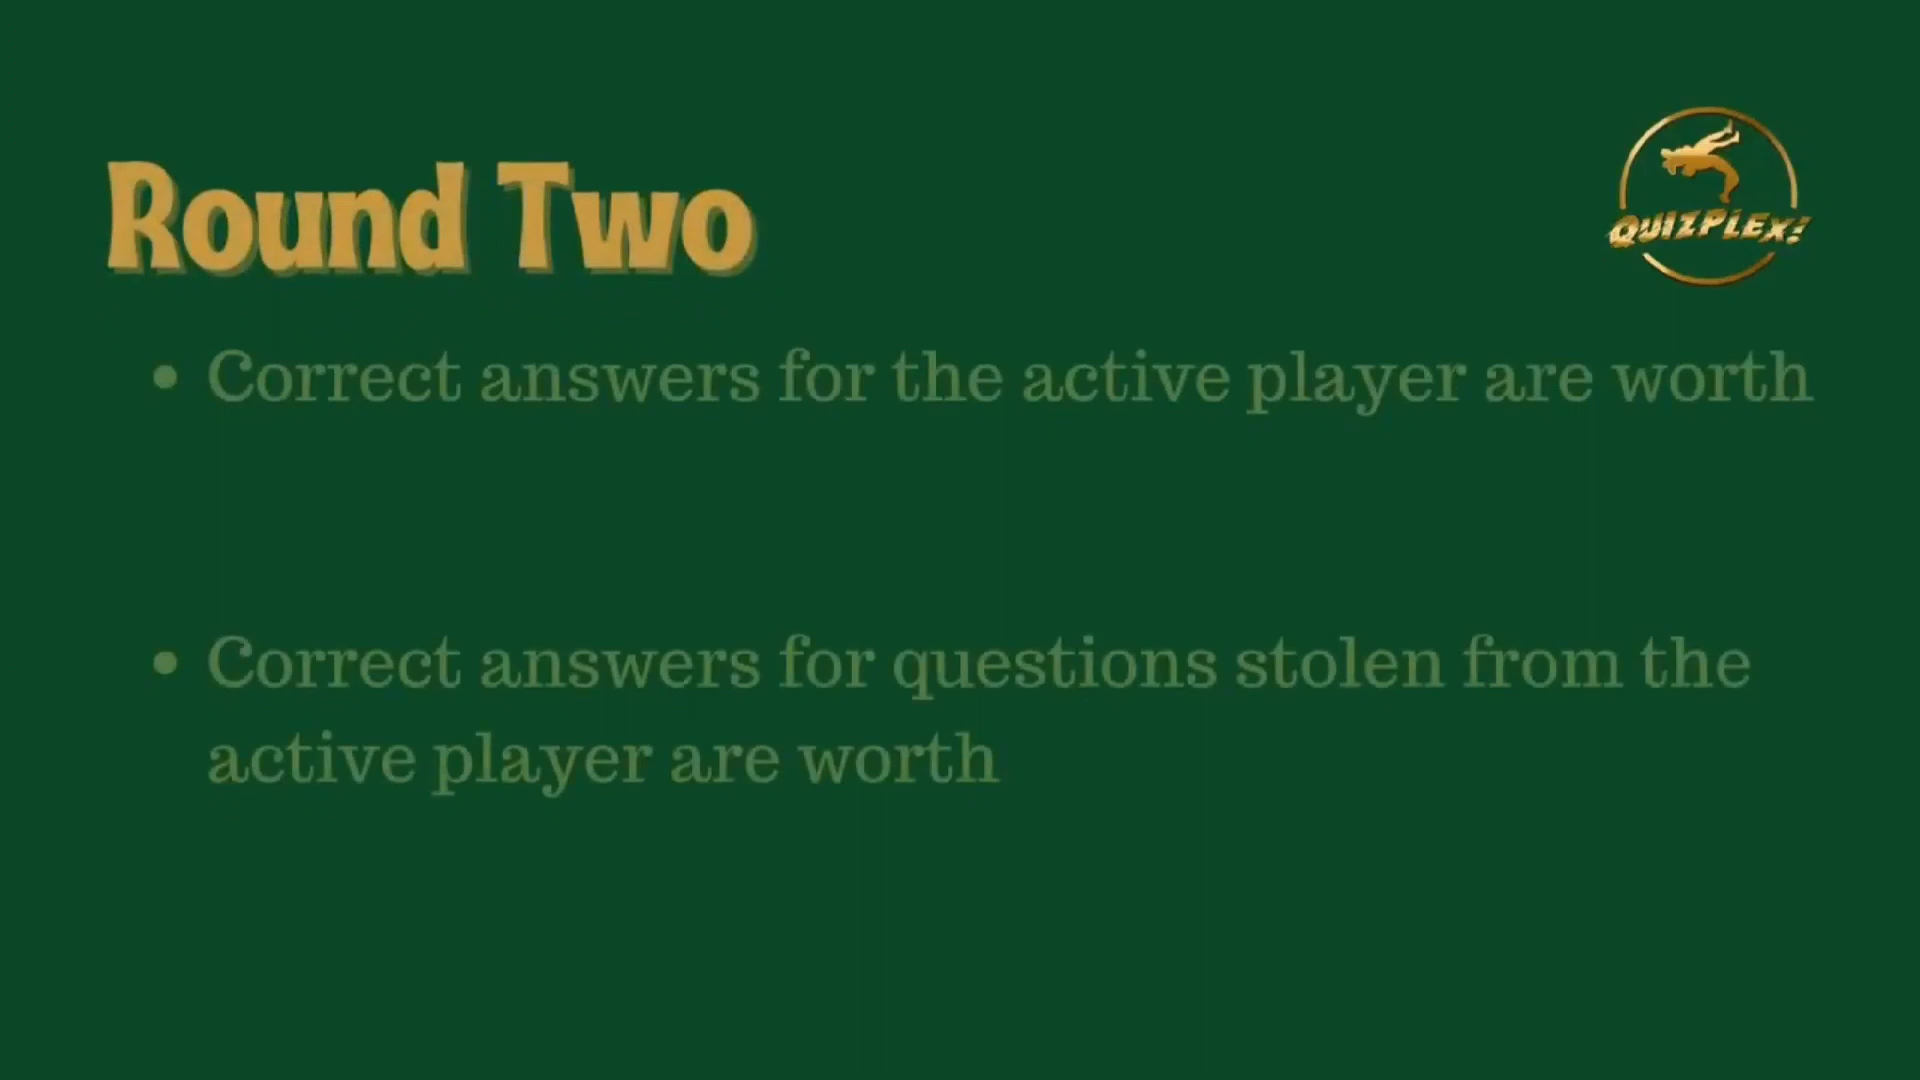 Round Two
QUIZPLEX!
• Correct answers for the active player are worth
• Correct answers for questions stolen from the
active player are worth